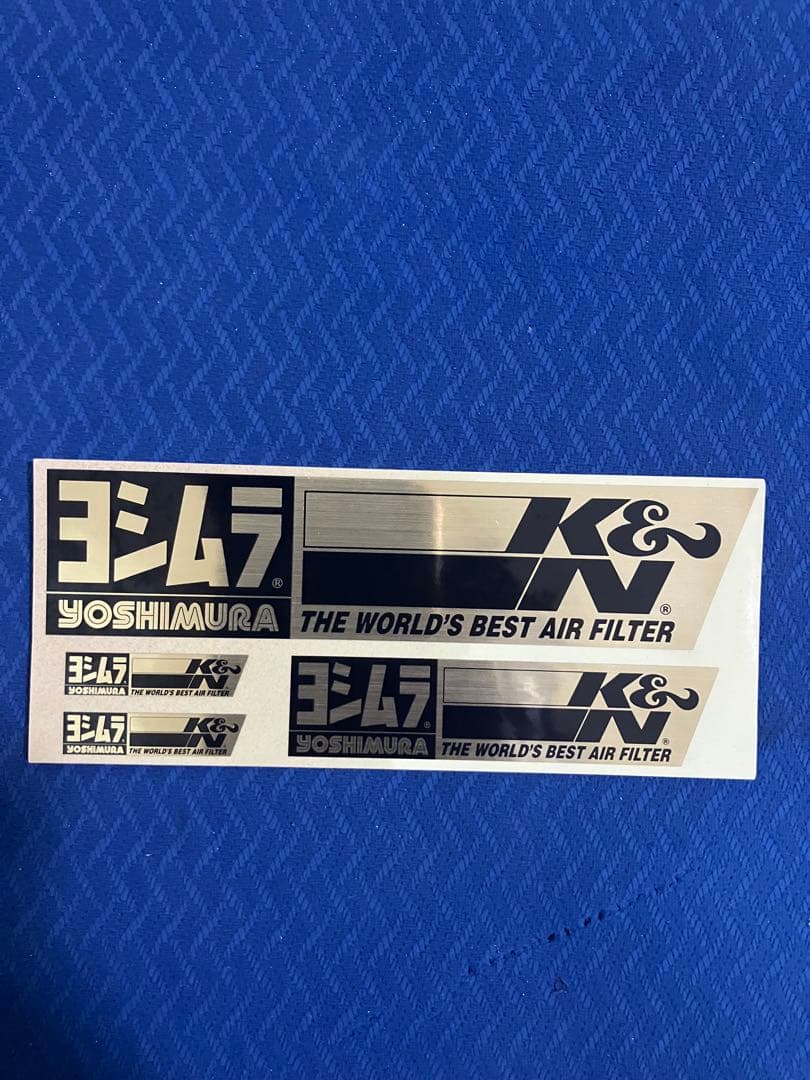 ヨシムラ®
YOSHIMURA
K&N®
THE WORLD'S BEST AIR FILTER
ヨシムラ
YOSHIMURA
K&N
THE WORLD'S BEST AIR FILTER
ヨシムラ
YOSHIMURA
K&N
THE WORLD'S BEST AIR FILTER
ヨシムラ®
YOSHIMURA
K&N®
THE WORLD'S BEST AIR FILTER